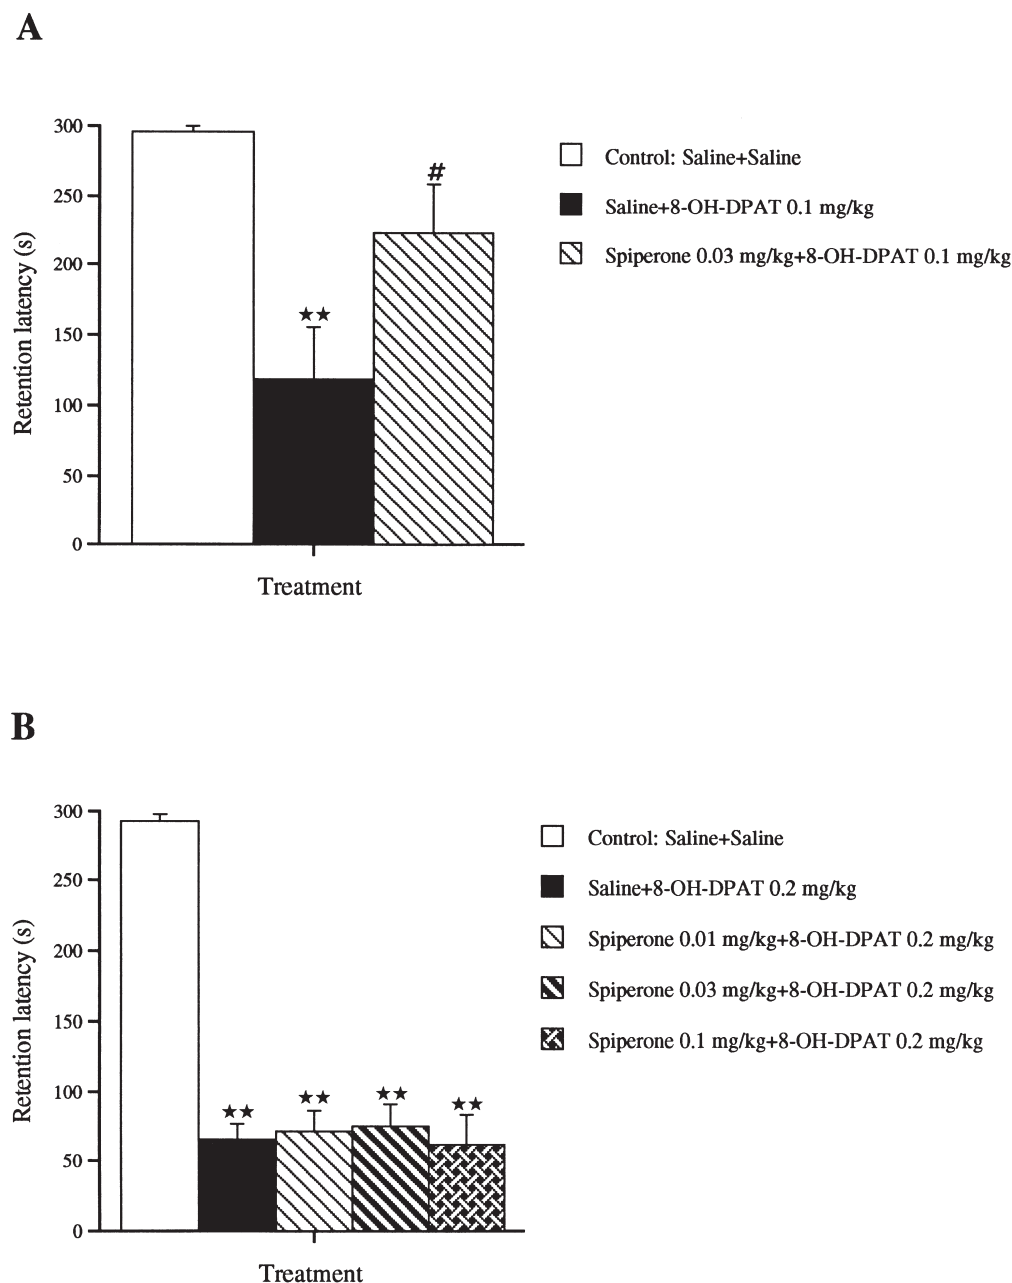 A
300
250
200
150
100
50
0
Retention latency (s)
#
★★
Treatment
Control: Saline+Saline
Saline+8-OH-DPAT 0.1 mg/kg
Spiperone 0.03 mg/kg+8-OH-DPAT 0.1 mg/kg
B
300
250
200
150
100
50
0
Retention latency (s)
★★
★★
★★
★★
Treatment
Control: Saline+Saline
Saline+8-OH-DPAT 0.2 mg/kg
Spiperone 0.01 mg/kg+8-OH-DPAT 0.2 mg/kg
Spiperone 0.03 mg/kg+8-OH-DPAT 0.2 mg/kg
Spiperone 0.1 mg/kg+8-OH-DPAT 0.2 mg/kg